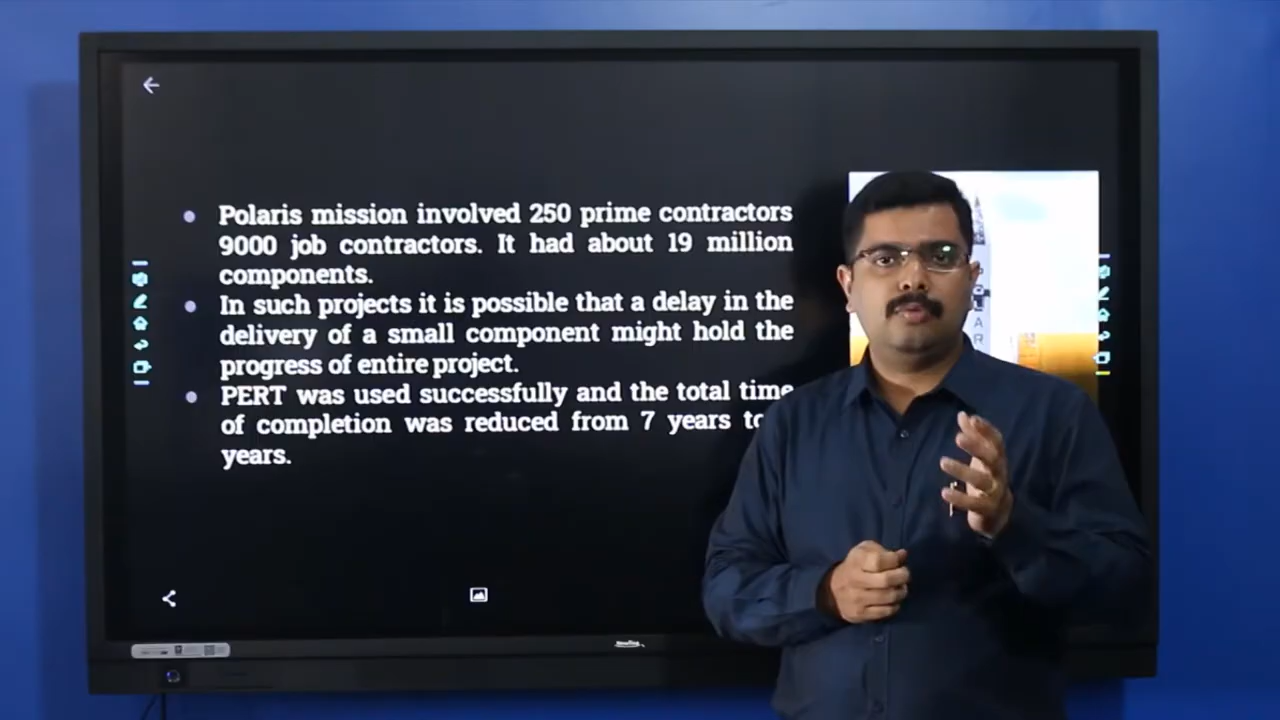 Polaris mission involved 250 prime contractors
9000 job contractors. It had about 19 million
components.
In such projects it is possible that a delay in the
delivery of a small component might hold the
progress of entire project.
PERT was used successfully and the total time
of completion was reduced from 7 years
years.
A
R